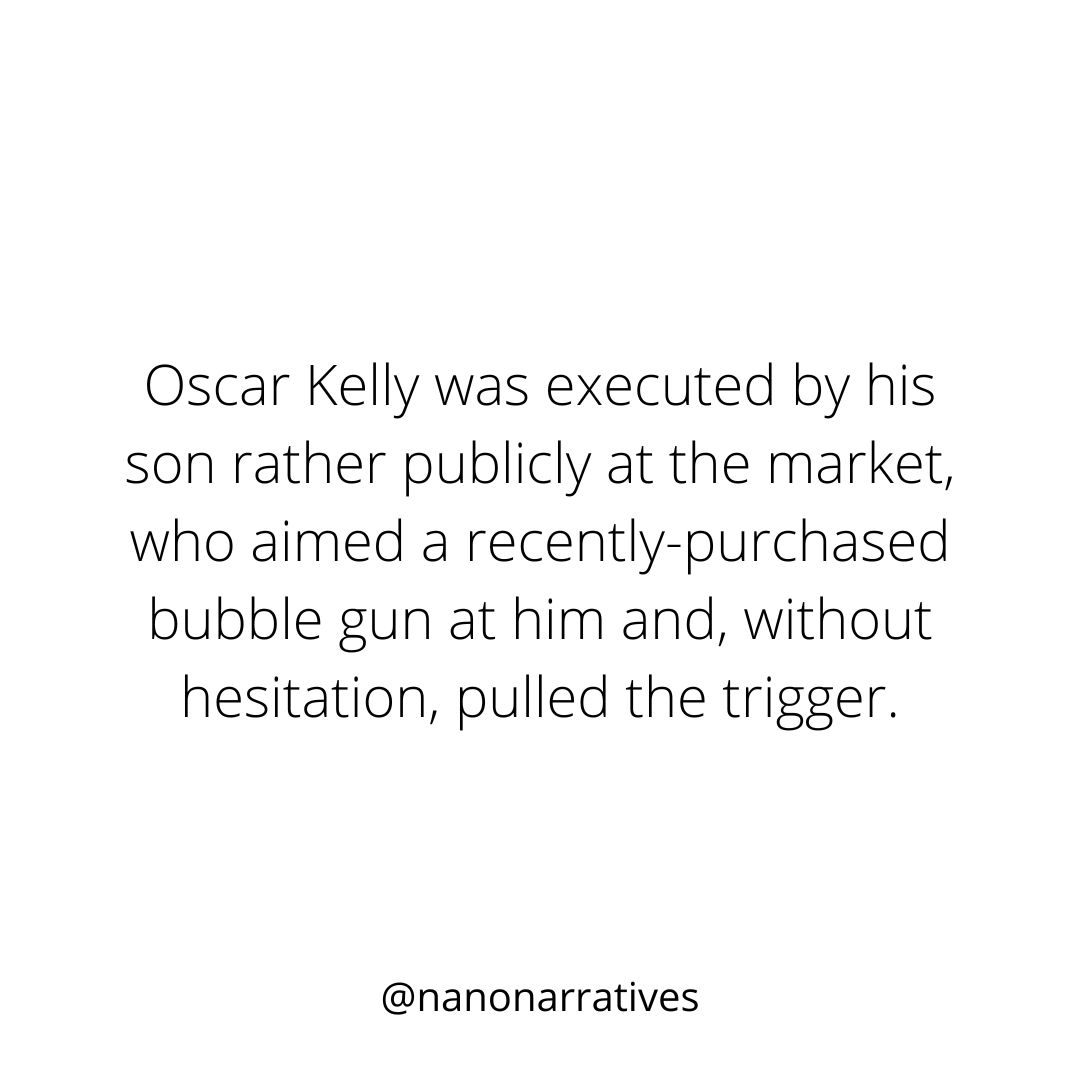 Oscar Kelly was executed by his
son rather publicly at the market,
who aimed a recently-purchased
bubble gun at him and, without
hesitation, pulled the trigger.
@nanonarratives